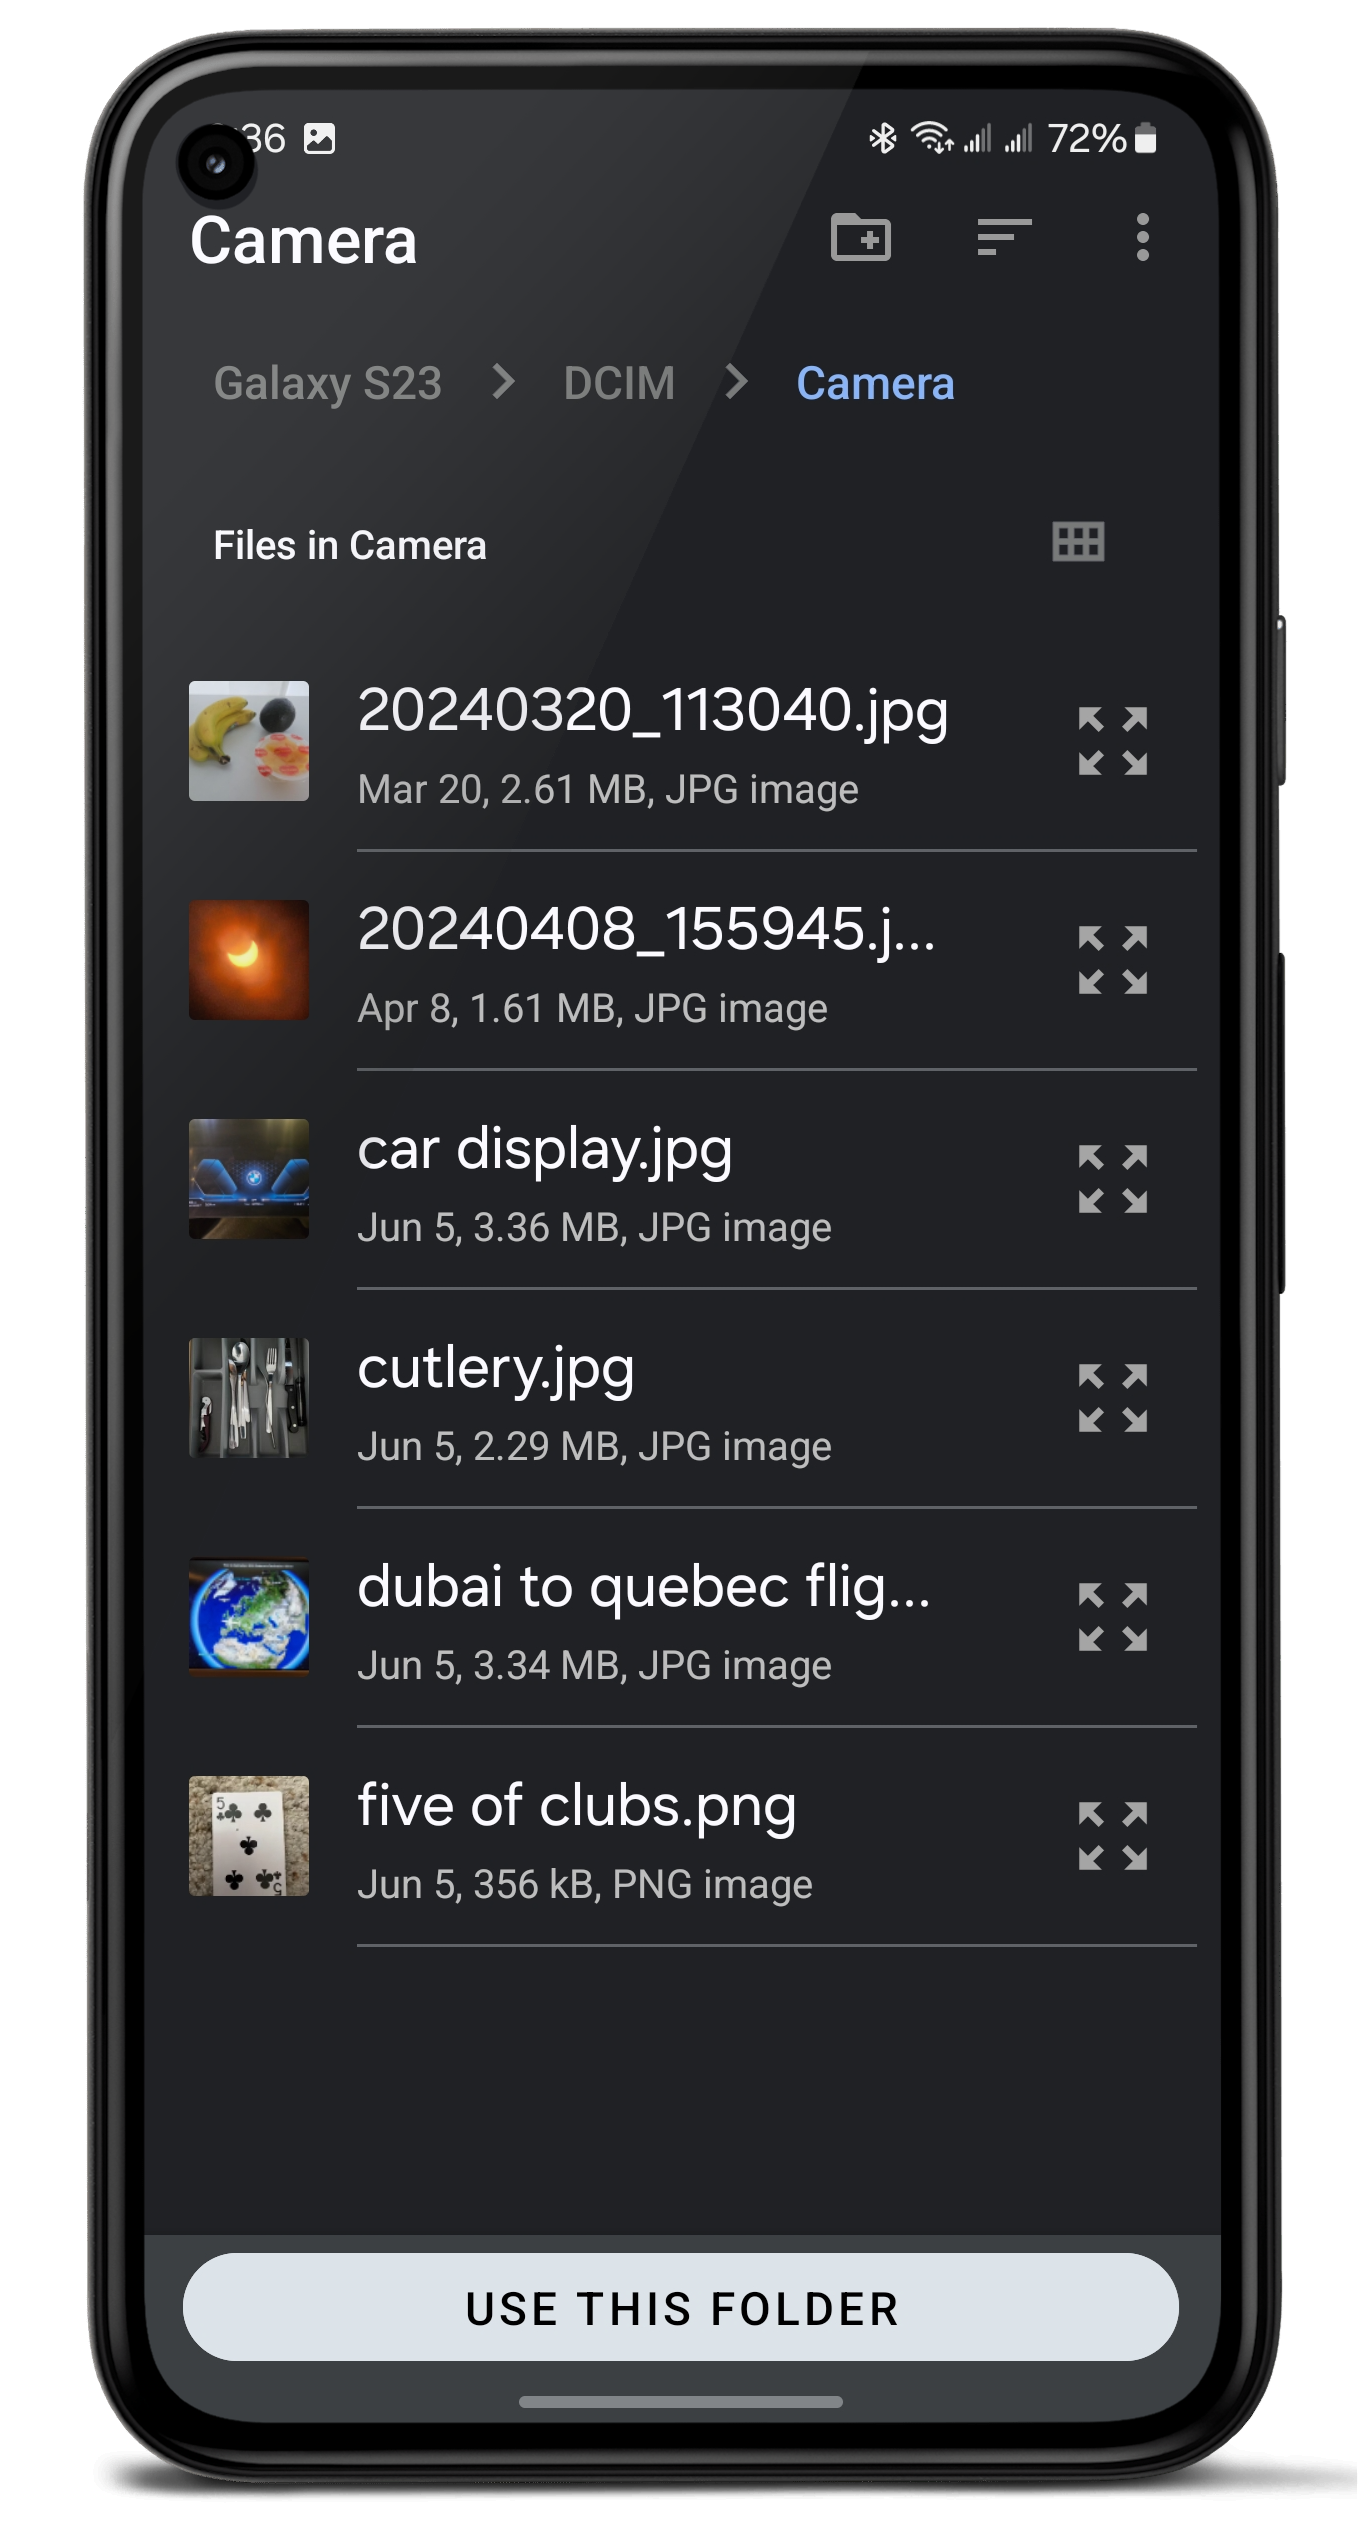 72%
Camera
Galaxy S23 > DCIM > Camera
Files in Camera
20240320_113040.jpg
Mar 20, 2.61 MB, JPG image
20240408_155945.j...
Apr 8, 1.61 MB, JPG image
car display.jpg
Jun 5, 3.36 MB, JPG image
cutlery.jpg
Jun 5, 2.29 MB, JPG image
dubai to quebec flig...
Jun 5, 3.34 MB, JPG image
five of clubs.png
Jun 5, 356 kB, PNG image
USE THIS FOLDER